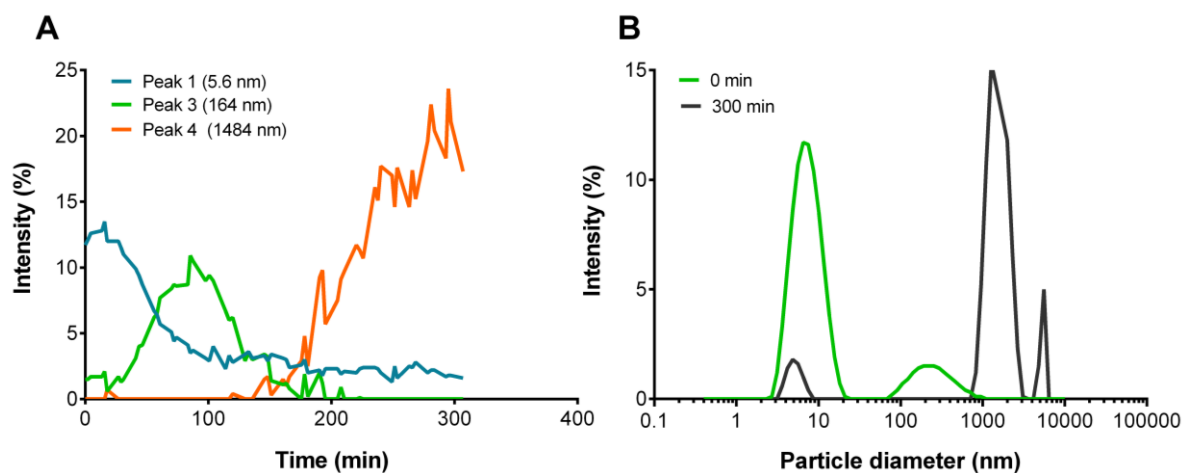 A
Intensity (%)
25
20
15
10
5
0
Peak 1 (5.6 nm)
Peak 3 (164 nm)
Peak 4 (1484 nm)
0 100 200 300 400
Time (min)
B
Intensity (%)
15
10
5
0
0 min
300 min
0.1 1 10 100 1000 10000 100000
Particle diameter (nm)